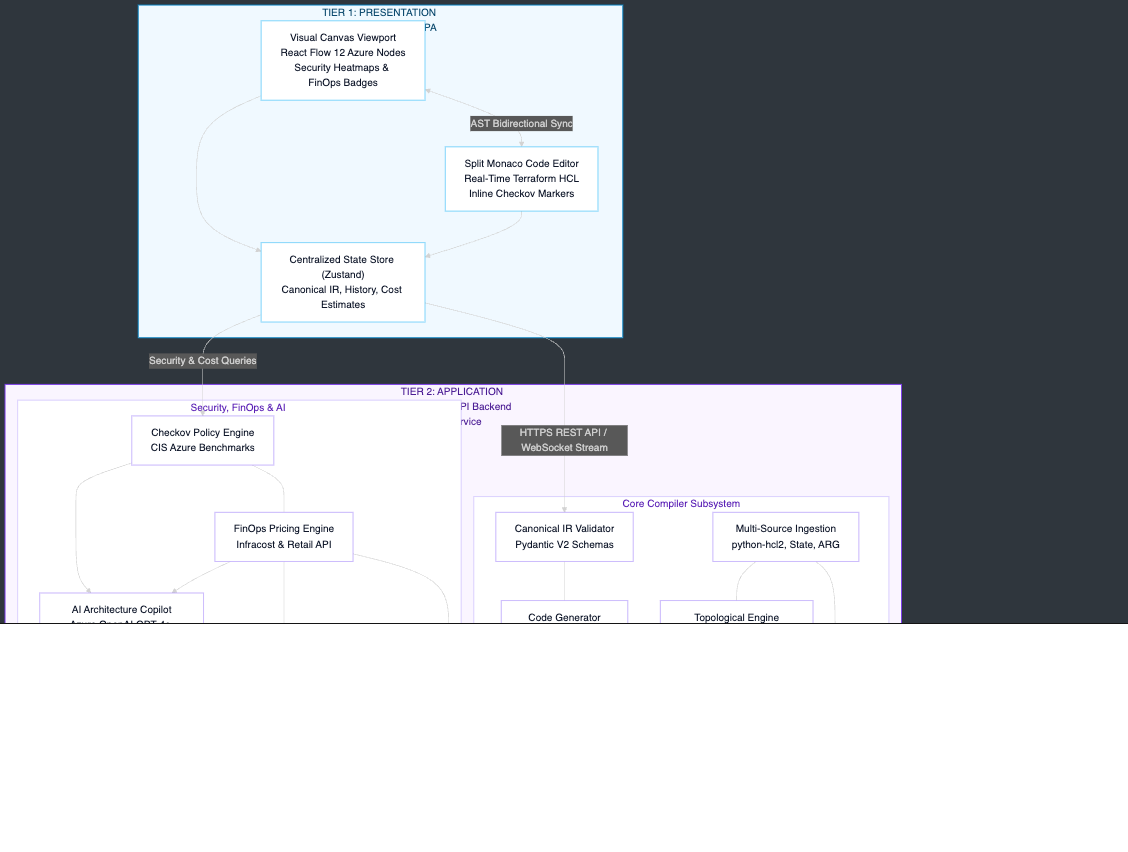 TIER 1: PRESENTATION
PA
Visual Canvas Viewport
React Flow 12 Azure Nodes
Security Heatmaps &
FinOps Badges
AST Bidirectional Sync
Split Monaco Code Editor
Real-Time Terraform HCL
Inline Checkov Markers
Centralized State Store
(Zustand)
Canonical IR, History, Cost
Estimates
Security & Cost Queries
TIER 2: APPLICATION
PI Backend
rvice
Security, FinOps & AI
Checkov Policy Engine
CIS Azure Benchmarks
HTTPS REST API /
WebSocket Stream
Core Compiler Subsystem
FinOps Pricing Engine
Infracost & Retail API
Canonical IR Validator
Pydantic V2 Schemas
Multi-Source Ingestion
python-hcl2, State, ARG
AI Architecture Copilot
Code Generator
Topological Engine